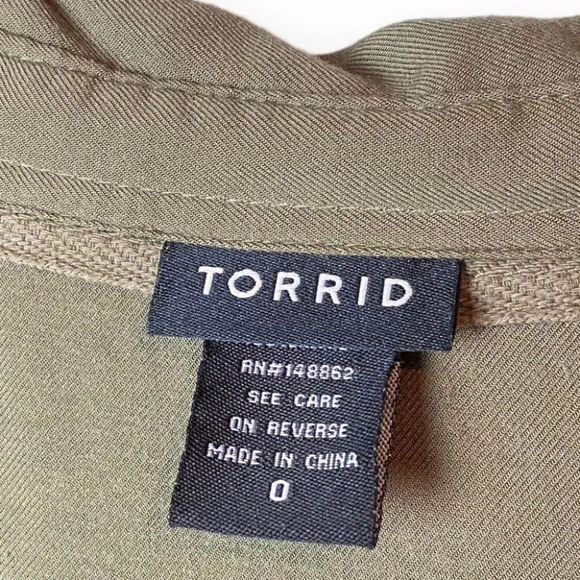 TORRID
RN#148862
SEE CARE
ON REVERSE
MADE IN CHINA
0